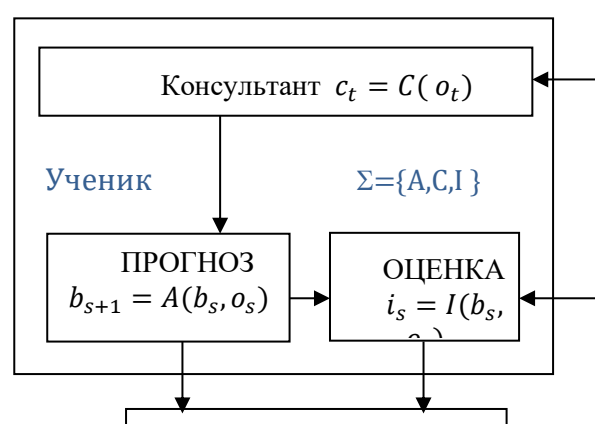 Консультант c_t = C( o_t)
Ученик Σ={A,C,I }
ПРОГНОЗ
b_{s+1} = A(b_s, o_s)
ОЦЕНКА
i_s = I(b_s,